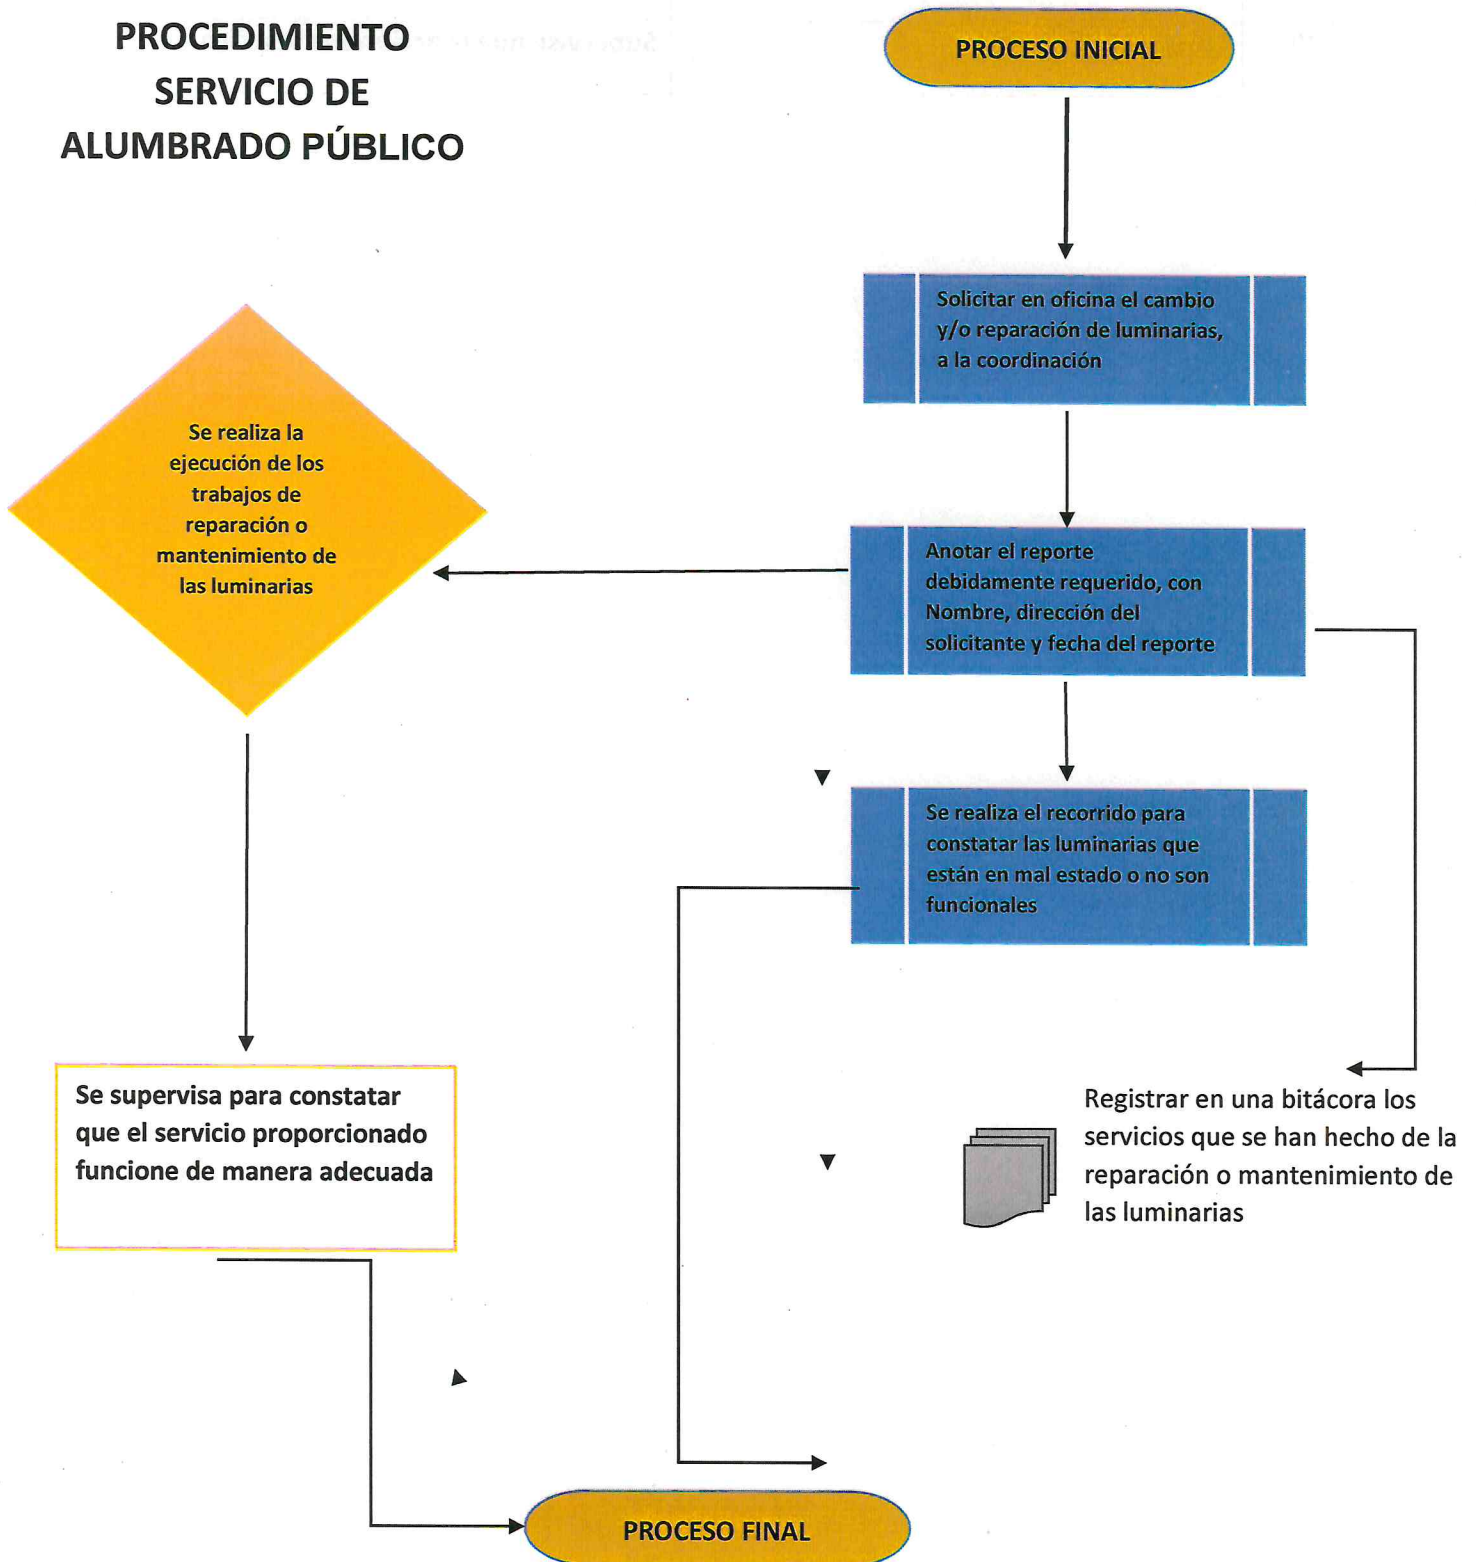 PROCEDIMIENTO
SERVICIO DE
ALUMBRADO PÚBLICO
PROCESO INICIAL
Solicitar en oficina el cambio
y/o reparación de luminarias,
a la coordinación
Anotar el reporte
debidamente requerido, con
Nombre, dirección del
solicitante y fecha del reporte
Se realiza la
ejecución de los
trabajos de
reparación o
mantenimiento de
las luminarias
Se realiza el recorrido para
constatar las luminarias que
están en mal estado o no son
funcionales
Se supervisa para constatar
que el servicio proporcionado
funcione de manera adecuada
Registrar en una bitácora los
servicios que se han hecho de la
reparación o mantenimiento de
las luminarias
PROCESO FINAL